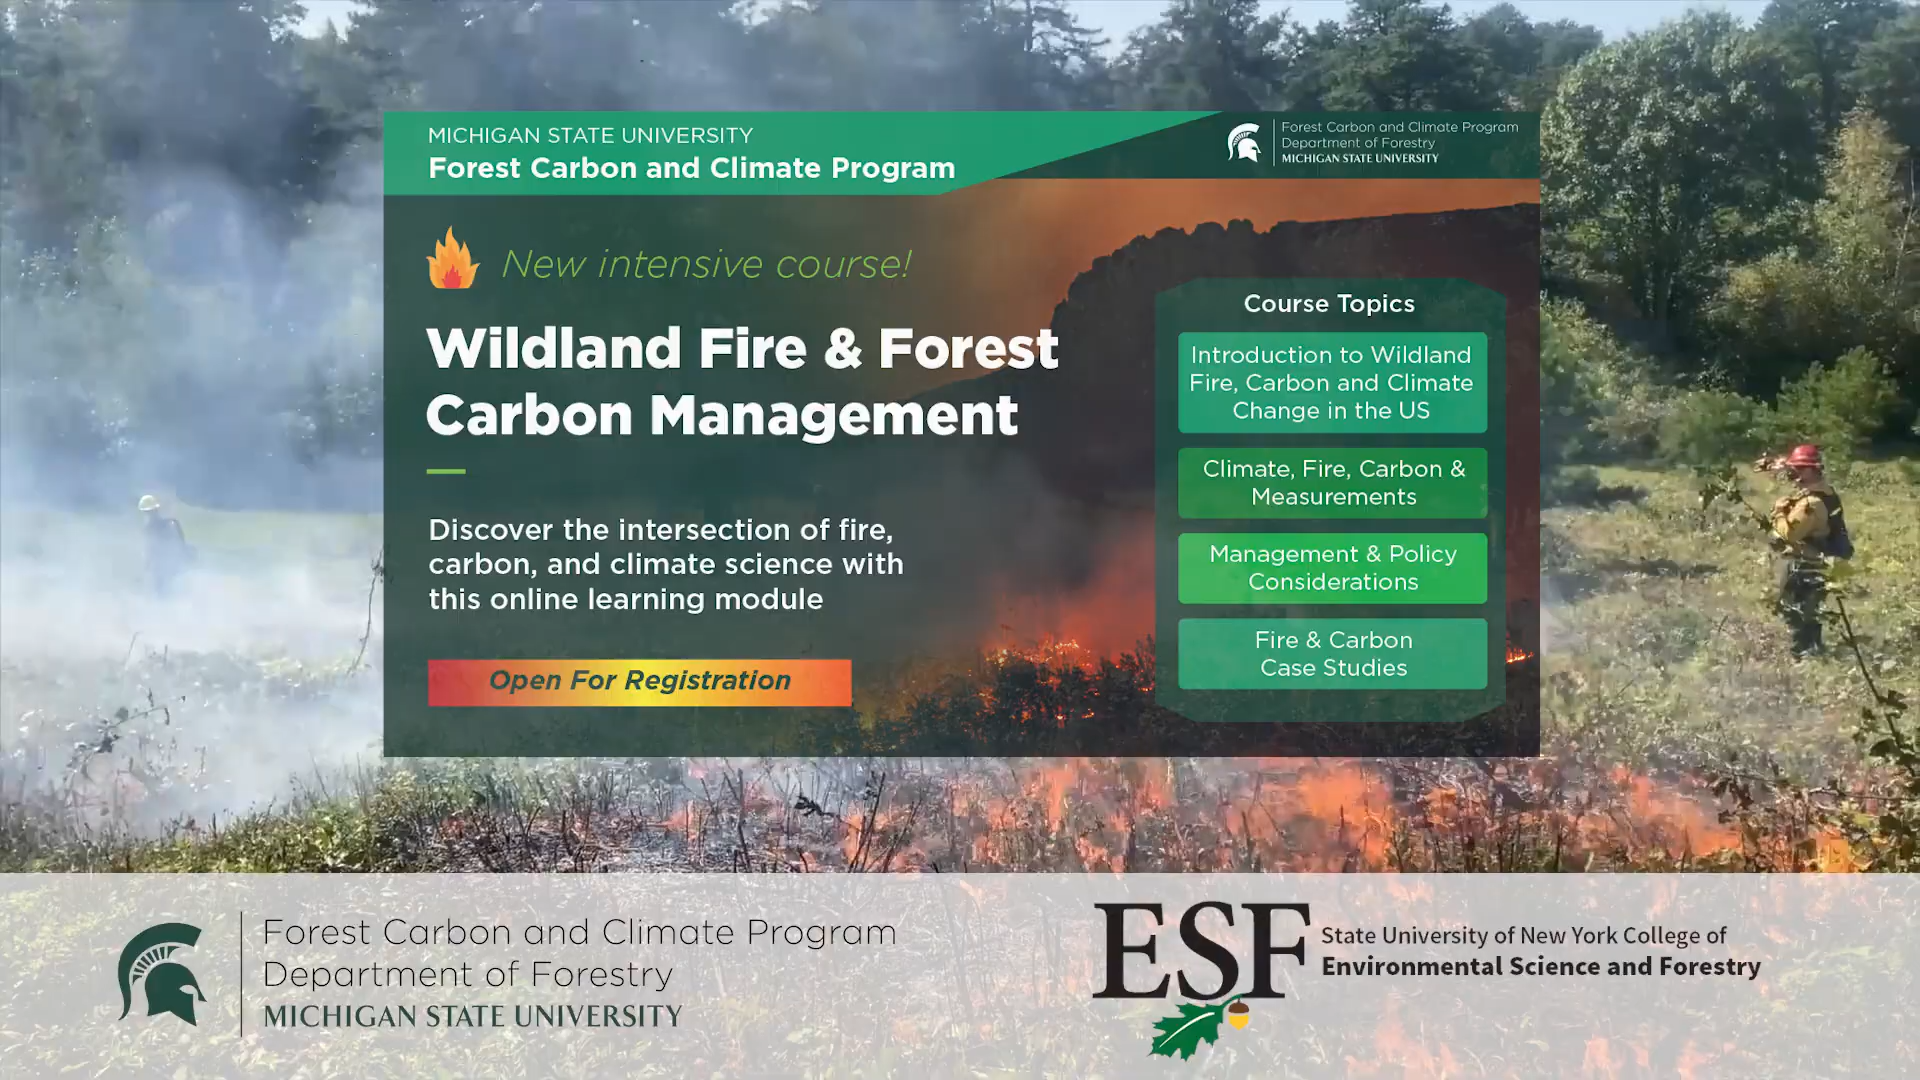 MICHIGAN STATE UNIVERSITY
Forest Carbon and Climate Program
Forest Carbon and Climate Program
Department of Forestry
MICHIGAN STATE UNIVERSITY
New intensive course!
Wildland Fire & Forest
Carbon Management
Discover the intersection of fire,
carbon, and climate science with
this online learning module
Open For Registration
Course Topics
Introduction to Wildland
Fire, Carbon and Climate
Change in the US
Climate, Fire, Carbon &
Measurements
Management & Policy
Considerations
Fire & Carbon
Case Studies
Forest Carbon and Climate Program
Department of Forestry
MICHIGAN STATE UNIVERSITY
ESF
State University of New York College of
Environmental Science and Forestry